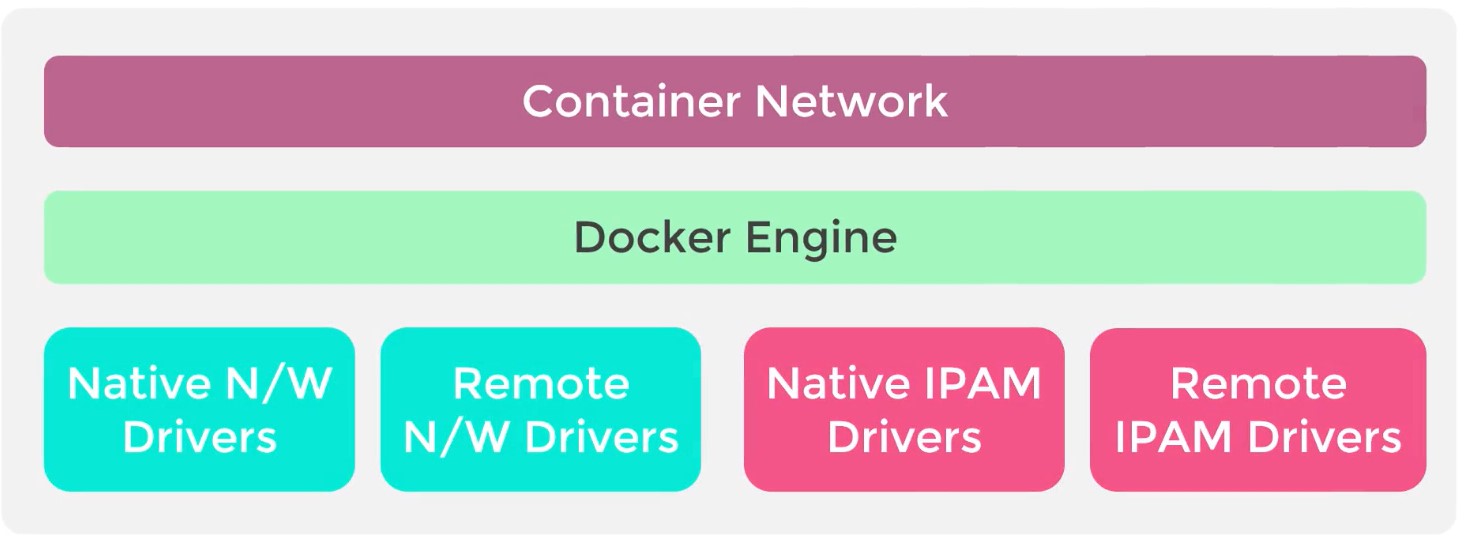 Container Network
Docker Engine
Native N/W
Drivers
Remote
N/W Drivers
Native IPAM
Drivers
Remote
IPAM Drivers